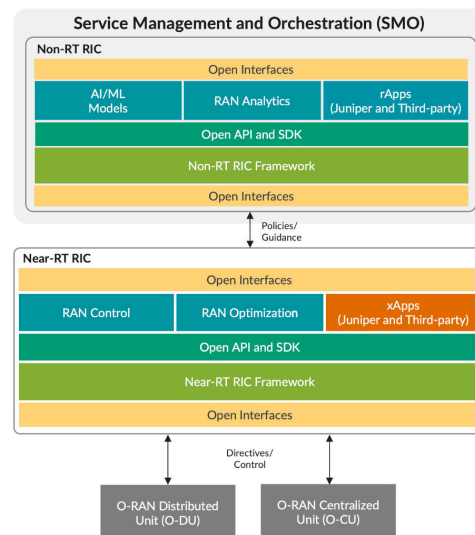 Service Management and Orchestration (SMO)
Non-RT RIC
Open Interfaces
AI/ML
Models
RAN Analytics
rApps
(Juniper and Third-party)
Open API and SDK
Non-RT RIC Framework
Open Interfaces
Policies/
Guidance
Near-RT RIC
Open Interfaces
RAN Control
RAN Optimization
xApps
(Juniper and Third-party)
Open API and SDK
Near-RT RIC Framework
Open Interfaces
Directives/
Control
O-RAN Distributed
Unit (O-DU)
O-RAN Centralized
Unit (O-CU)